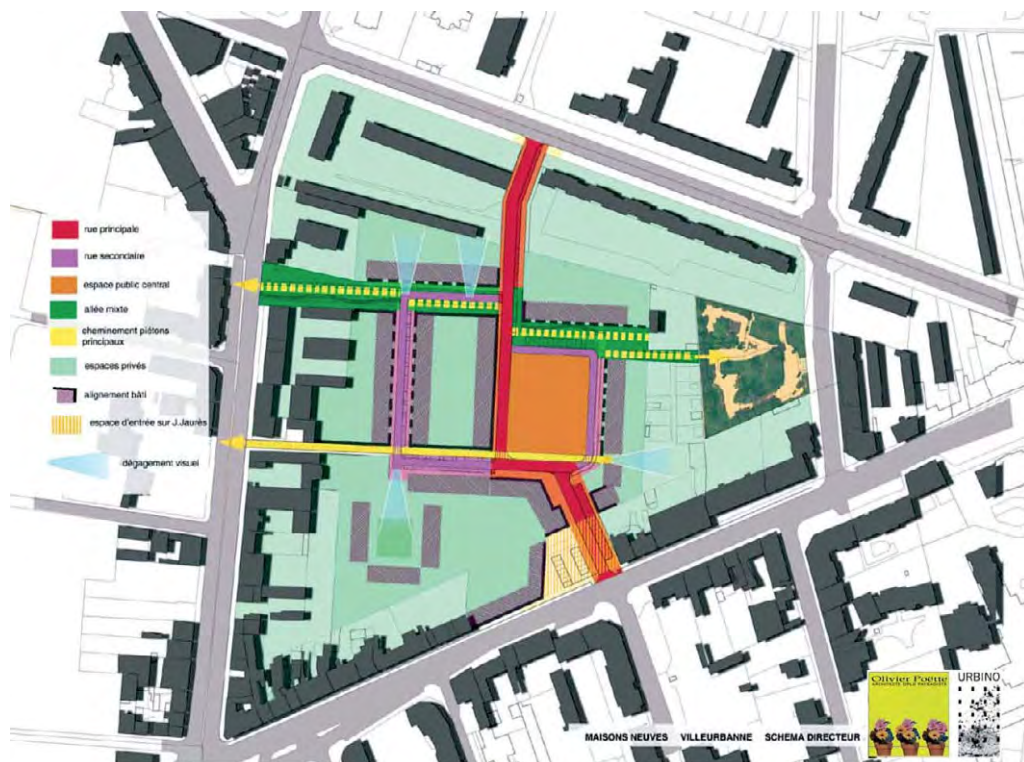 rue principale
rue secondaire
espace public central
allée mixte
cheminement piétons
principaux
espaces privés
alignement bâti
espace d'entrée sur J.Jaurès
dégagement visuel
MAISONS NEUVES VILLEURBANNE SCHEMA DIRECTEUR
Olivier Poëtte
URBINO